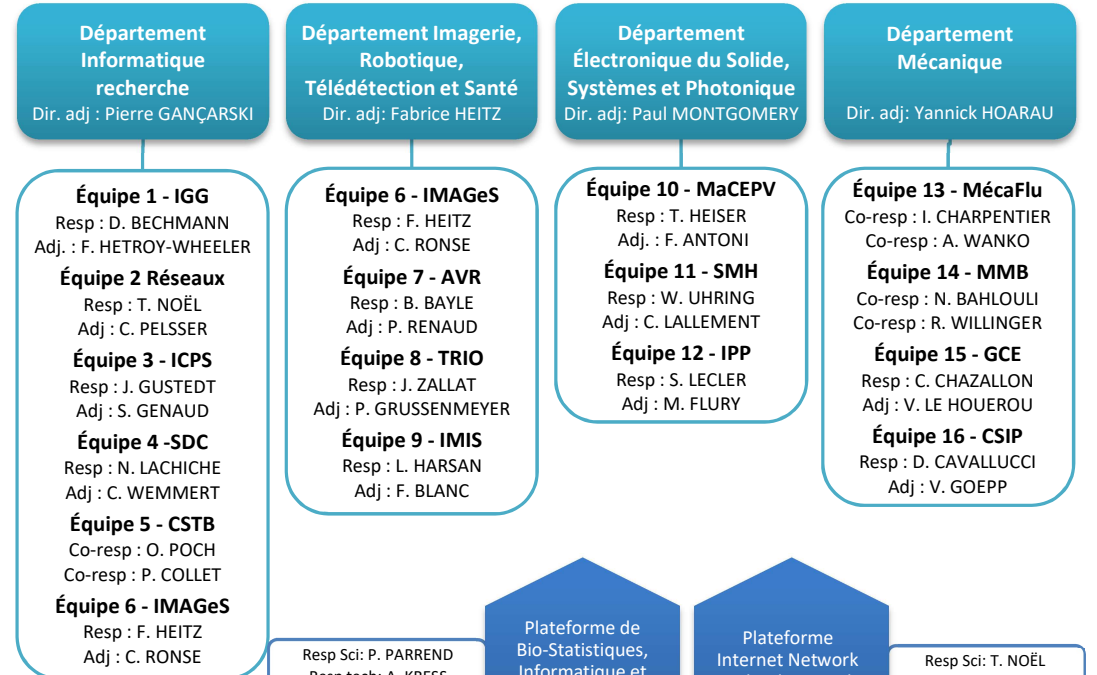 Département
Informatique
recherche
Dir. adj : Pierre GANÇARSKI
Équipe 1 - IGG
Resp : D. BECHMANN
Adj. : F. HETROY-WHEELER
Équipe 2 Réseaux
Resp : T. NOËL
Adj : C. PELSSER
Équipe 3 - ICPS
Resp : J. GUSTEDT
Adj : S. GENAUD
Équipe 4 -SDC
Resp : N. LACHICHE
Adj : C. WEMMERT
Équipe 5 - CSTB
Co-resp : O. POCH
Co-resp : P. COLLET
Équipe 6 - IMAGeS
Resp : F. HEITZ
Adj : C. RONSE
Département Imagerie,
Robotique,
Télédétection et Santé
Dir. adj: Fabrice HEITZ
Équipe 6 - IMAGeS
Resp : F. HEITZ
Adj : C. RONSE
Équipe 7 - AVR
Resp : B. BAYLE
Adj : P. RENAUD
Équipe 8 - TRIO
Resp : J. ZALLAT
Adj : P. GRUSSENMEYER
Équipe 9 - IMIS
Resp : L. HARSAN
Adj : F. BLANC
Département
Électronique du Solide,
Systèmes et Photonique
Dir. adj: Paul MONTGOMERY
Équipe 10 - MaCEPV
Resp : T. HEISER
Adj. : F. ANTONI
Équipe 11 - SMH
Resp : W. UHRING
Adj : C. LALLEMENT
Équipe 12 - IPP
Resp : S. LECLER
Adj : M. FLURY
Département
Mécanique
Dir. adj: Yannick HOARAU
Équipe 13 - MécaFlu
Co-resp : I. CHARPENTIER
Co-resp : A. WANKO
Équipe 14 - MMB
Co-resp : N. BAHLOULI
Co-resp : R. WILLINGER
Équipe 15 - GCE
Resp : C. CHAZALLON
Adj : V. LE HOUEROU
Équipe 16 - CSIP
Resp : D. CAVALLUCCI
Adj : V. GOEPP
Resp Sci: P. PARREND
Resp tech: A. KRESS
Plateforme de
Bio-Statistiques,
Informatique et
Plateforme
Internet Network
Resp Sci: T. NOËL